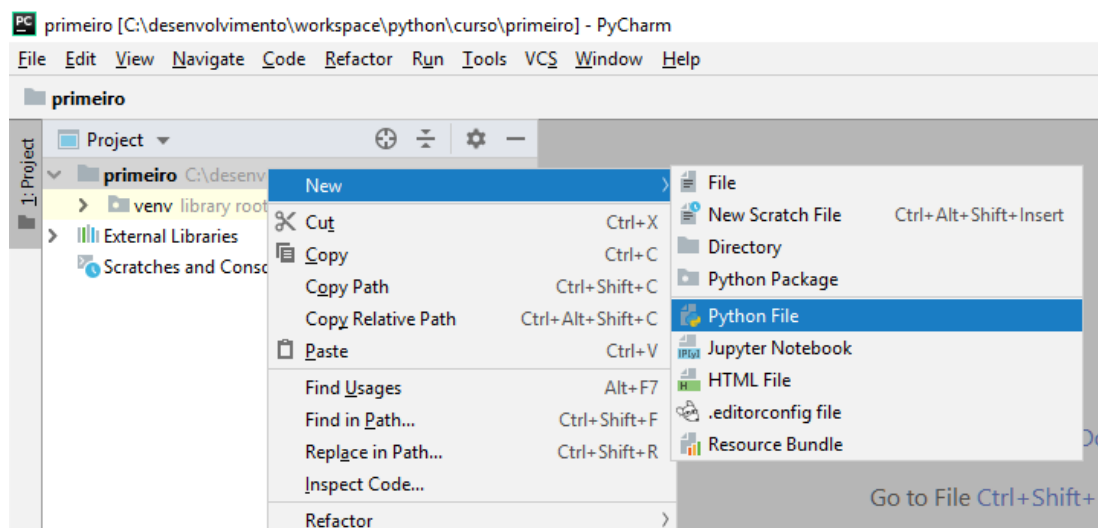 PC primeiro [C:\desenvolvimento\workspace\python\curso\primeiro] - PyCharm
File Edit View Navigate Code Refactor Run Tools VCS Window Help
primeiro
1: Project
Project
primeiro C:\desenv
venv library root
External Libraries
Scratches and Conso
New
Cut Ctrl+X
Copy Ctrl+C
Copy Path Ctrl+Shift+C
Copy Relative Path Ctrl+Alt+Shift+C
Paste Ctrl+V
Find Usages Alt+F7
Find in Path... Ctrl+Shift+F
Replace in Path... Ctrl+Shift+R
Inspect Code...
Refactor
File
New Scratch File Ctrl+Alt+Shift+Insert
Directory
Python Package
Python File
IP[y] Jupyter Notebook
H HTML File
.editorconfig file
Resource Bundle
Go to File Ctrl+Shift+